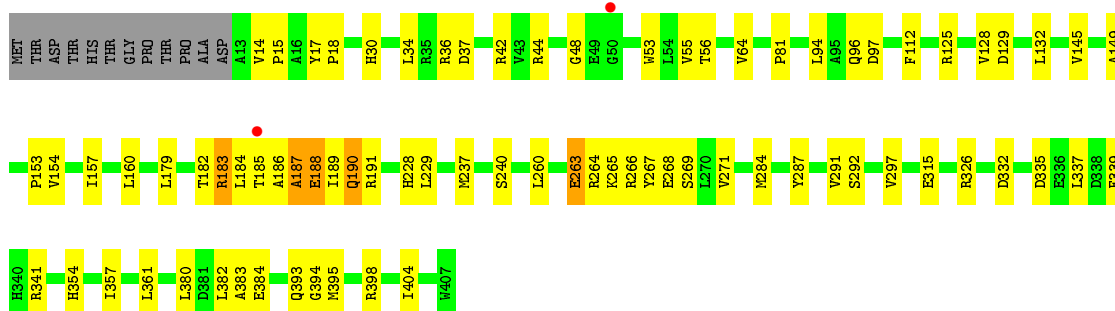 MET THR ASP THR THR HIS THR GLY PRO THR PRO ALA ASP A13 V14 P15 A16 Y17 P18 H30 L34 R35 R36 D37 R42 V43 R44 G48 E49 G50 W53 L54 V55 T56 V64 P81 L94 A95 Q96 D97 F112 R125 V128 D129 L132 V145
P153 V154 I157 L160 L179 T182 R183 L184 T185 A186 A187 E188 I189 Q190 R191 H228 L229 M237 S240 L260 E263 R264 K265 R266 Y267 E268 S269 L270 V271 M284 Y287 V291 S292 V297 E315 R326 D332 D335 E336 L337 D338
H340 R341 H354 I357 L361 L380 D381 L382 A383 E384 Q393 G394 M395 R398 I404 W407